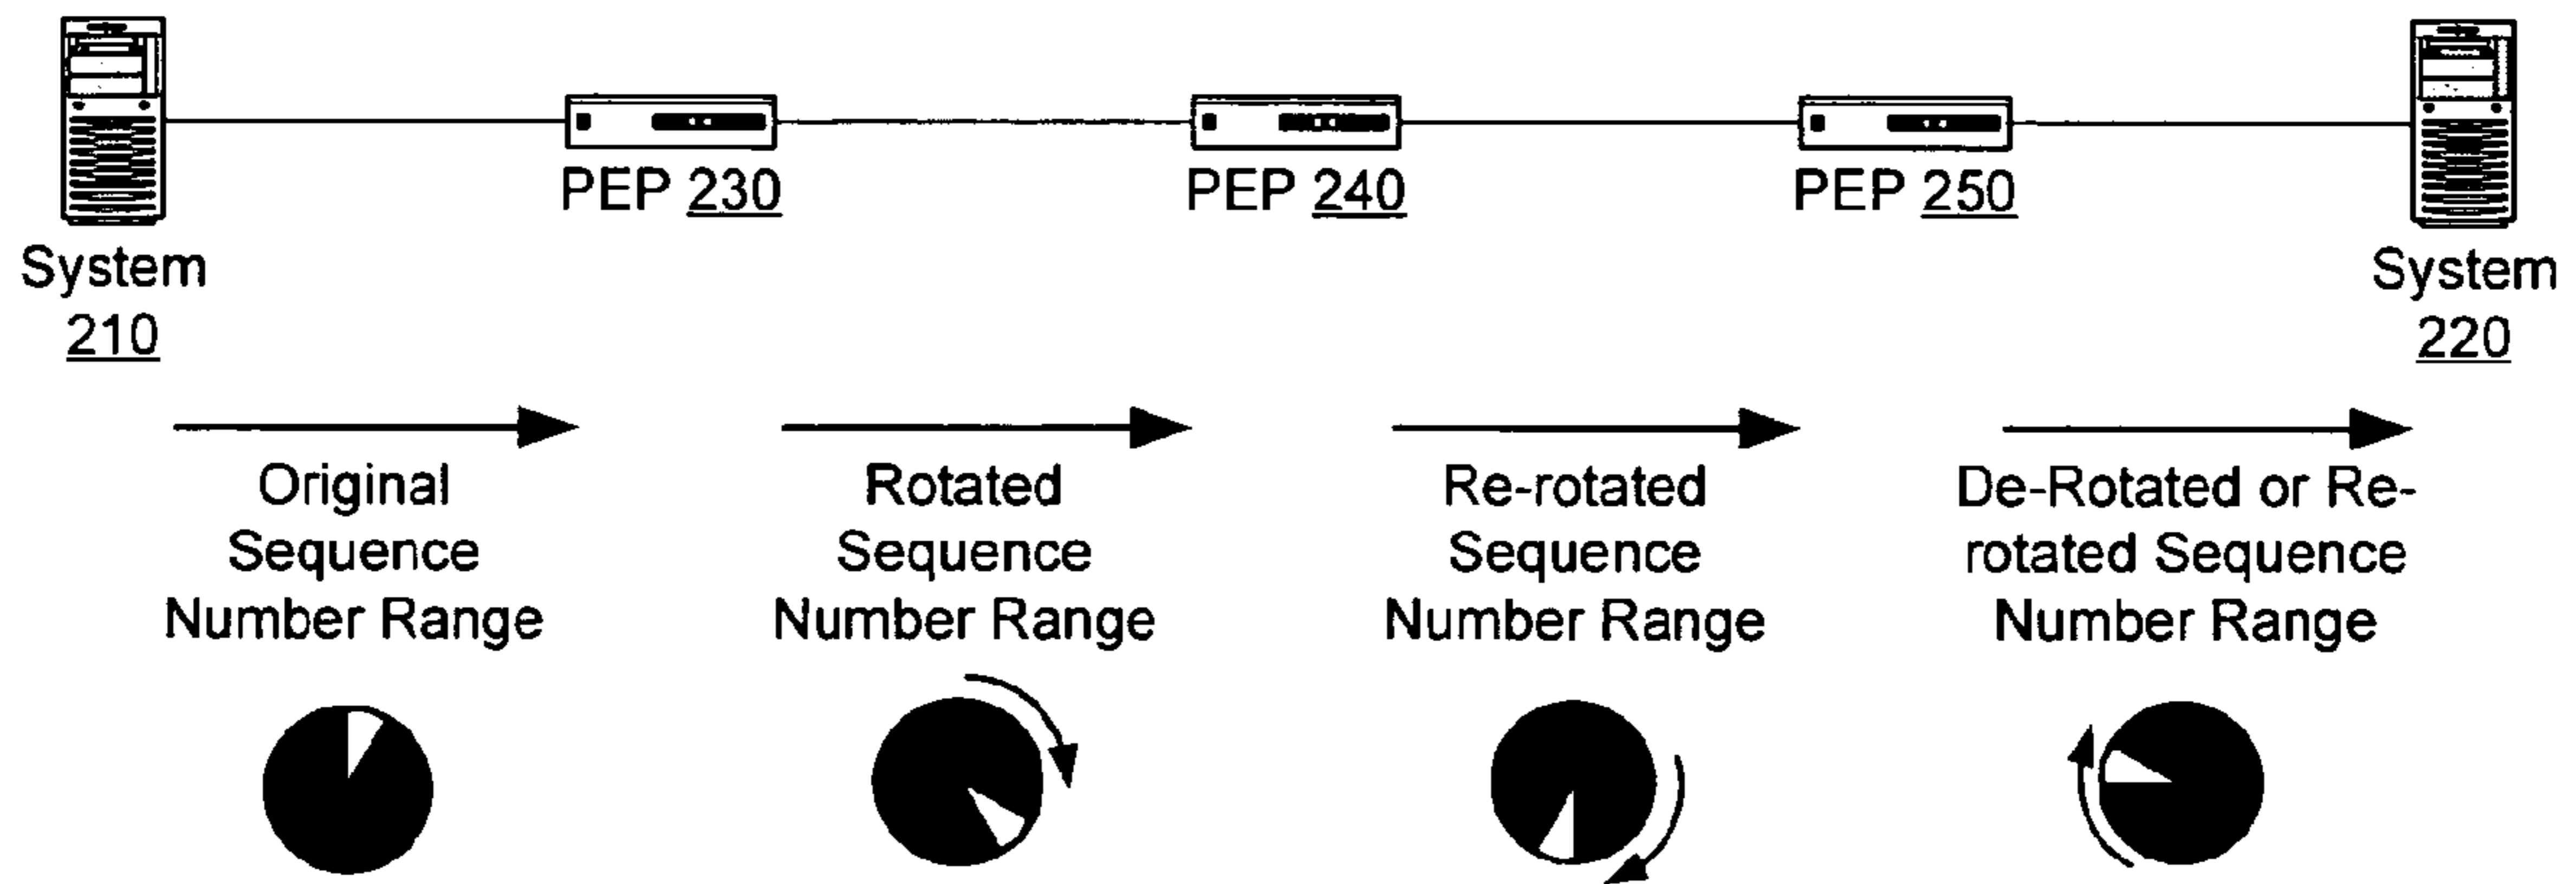 PEP 230
PEP 240
PEP 250
System
210
System
220
Original
Sequence
Number Range
Rotated
Sequence
Number Range
Re-rotated
Sequence
Number Range
De-Rotated or Re-
rotated Sequence
Number Range